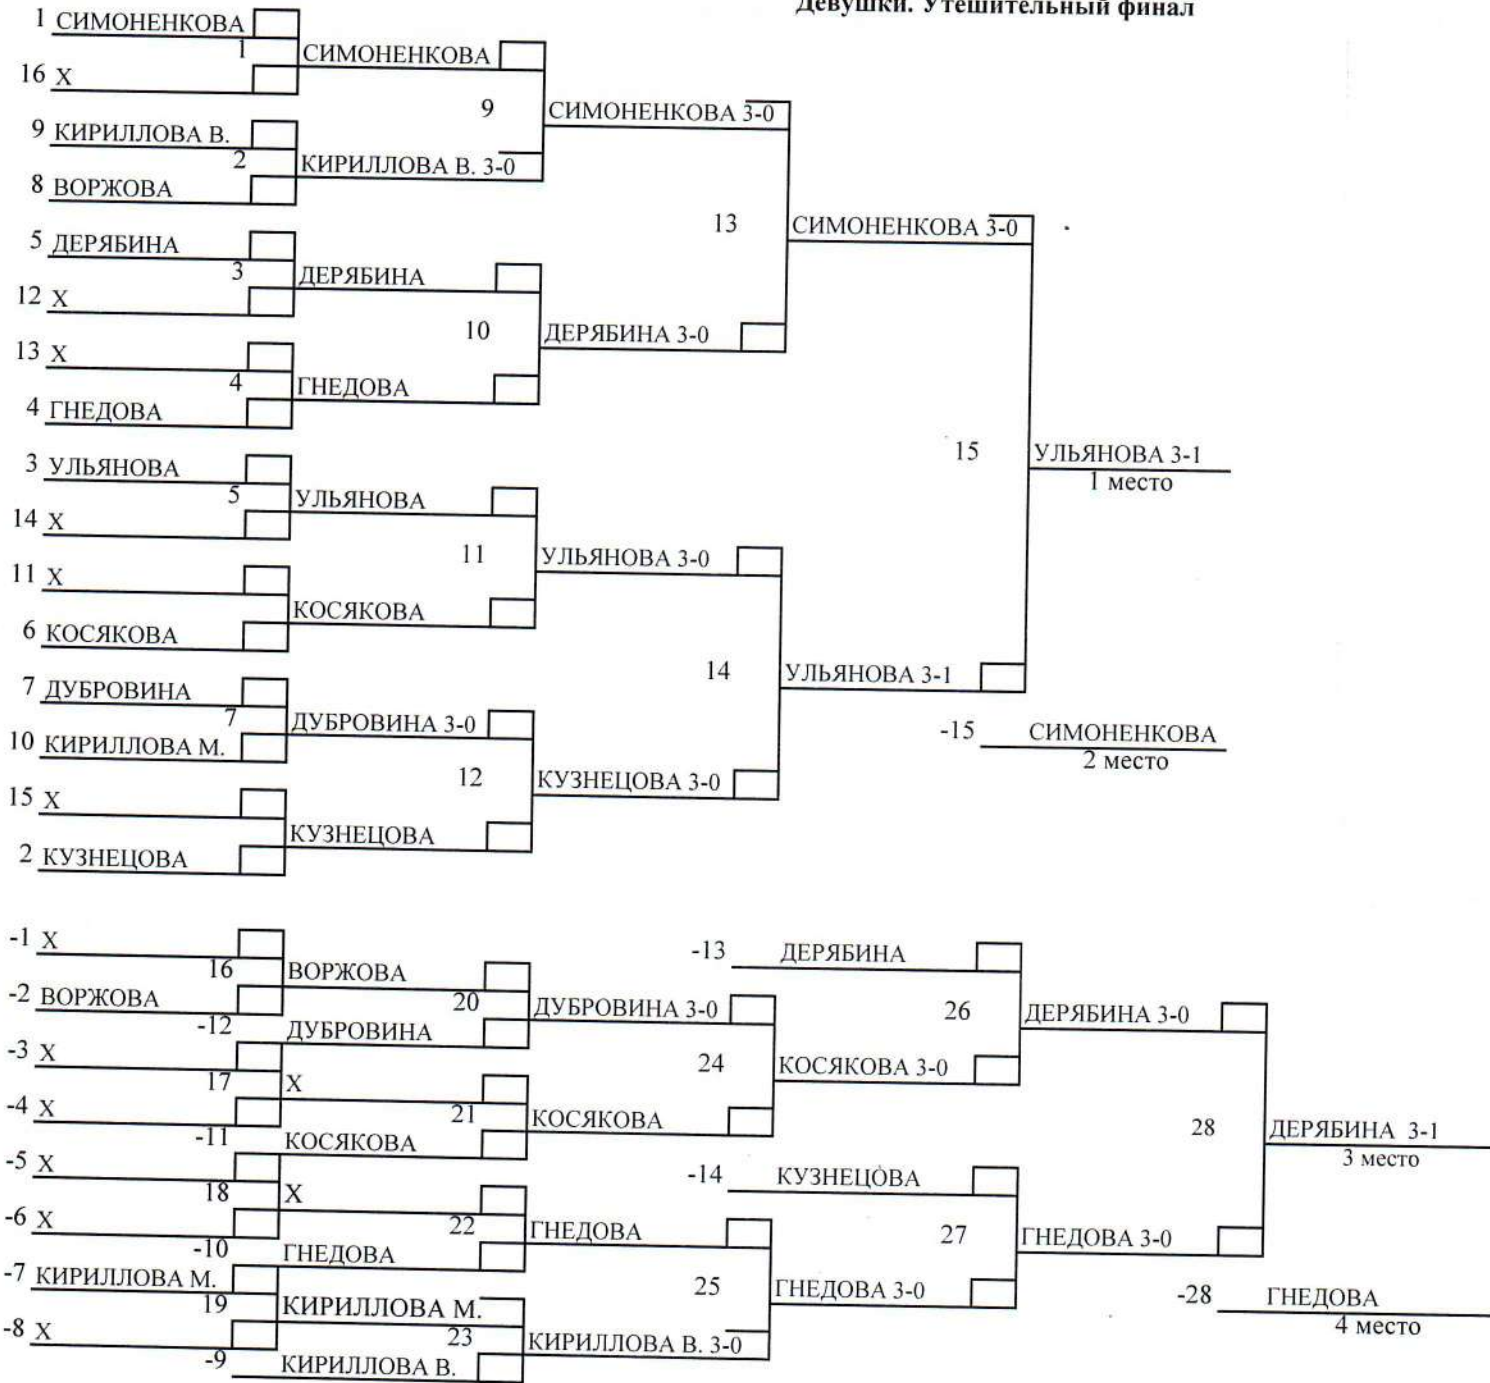 Девушки. Утешительный финал
1 СИМОНЕНКОВА
1
СИМОНЕНКОВА
16 X
9
СИМОНЕНКОВА 3-0
9 КИРИЛЛОВА В.
2
КИРИЛЛОВА В. 3-0
8 ВОРЖОВА
13
СИМОНЕНКОВА 3-0
5 ДЕРЯБИНА
3
ДЕРЯБИНА
12 X
10
ДЕРЯБИНА 3-0
13 X
4
ГНЕДОВА
4 ГНЕДОВА
15
УЛЬЯНОВА 3-1
1 место
3 УЛЬЯНОВА
5
УЛЬЯНОВА
14 X
11
УЛЬЯНОВА 3-0
11 X
КОСЯКОВА
6 КОСЯКОВА
14
УЛЬЯНОВА 3-1
7 ДУБРОВИНА
7
ДУБРОВИНА 3-0
-15 СИМОНЕНКОВА
2 место
10 КИРИЛЛОВА М.
12
КУЗНЕЦОВА 3-0
15 X
КУЗНЕЦОВА
2 КУЗНЕЦОВА
-1 X
16
ВОРЖОВА
-2 ВОРЖОВА
20
ДУБРОВИНА 3-0
-12 ДУБРОВИНА
-13 ДЕРЯБИНА
26
ДЕРЯБИНА 3-0
-3 X
17
X
24
КОСЯКОВА 3-0
-4 X
21
КОСЯКОВА
-11 КОСЯКОВА
28
ДЕРЯБИНА 3-1
3 место
-5 X
18
X
-14 КУЗНЕЦОВА
-6 X
22
ГНЕДОВА
27
ГНЕДОВА 3-0
-10 ГНЕДОВА
-7 КИРИЛЛОВА М.
19
КИРИЛЛОВА М.
25
ГНЕДОВА 3-0
-28 ГНЕДОВА
4 место
-8 X
23
КИРИЛЛОВА В. 3-0
-9 КИРИЛЛОВА В.